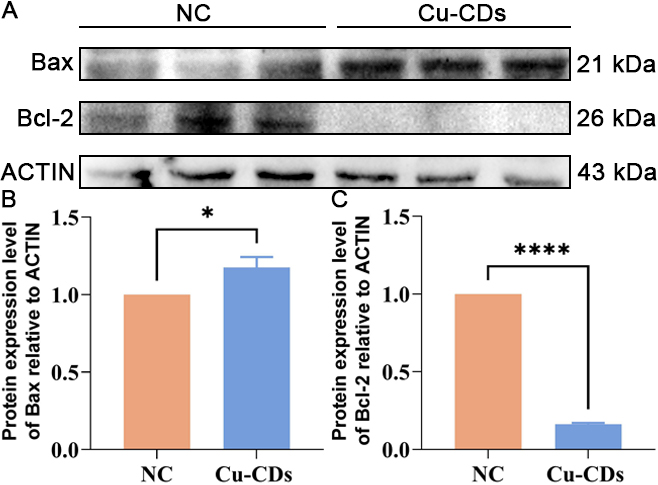 A NC Cu-CDs
Bax 21 kDa
Bcl-2 26 kDa
ACTIN 43 kDa
B
Protein expression level
of Bax relative to ACTIN
1.5
1.0
0.5
0.0
*
NC Cu-CDs
C
Protein expression level
of Bcl-2 relative to ACTIN
1.5
1.0
0.5
0.0
****
NC Cu-CDs